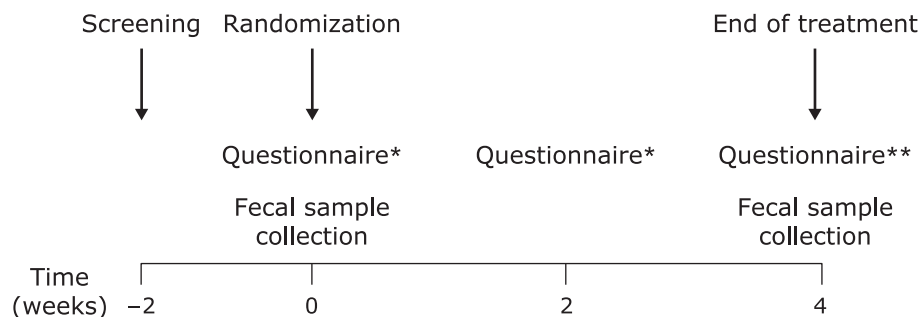 Screening Randomization End of treatment
Questionnaire* Questionnaire* Questionnaire**
Fecal sample collection Fecal sample collection
Time (weeks) –2 0 2 4